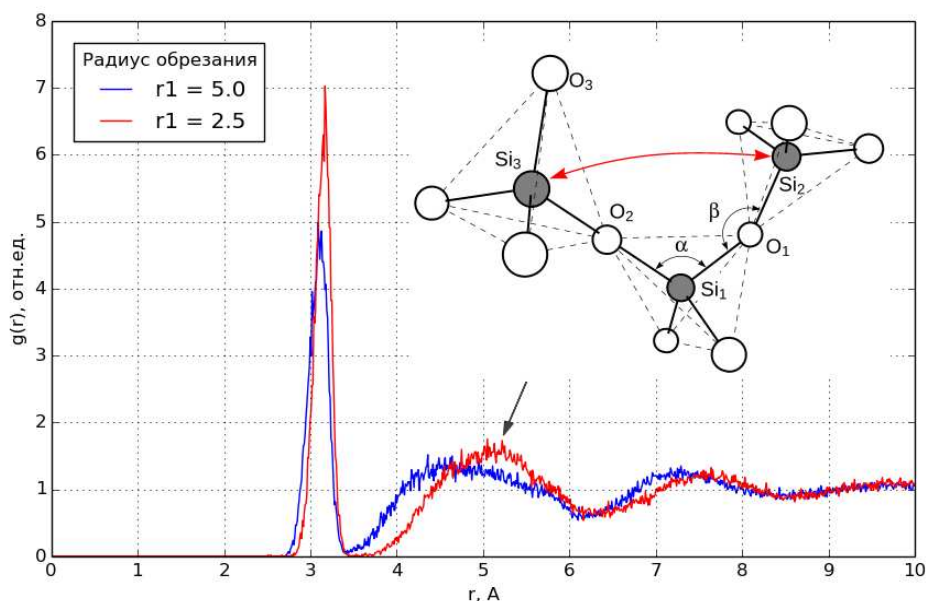 8
7
6
5
4
3
2
1
0
g(r), отн.ед.
Радиус обрезания
r1 = 5.0
r1 = 2.5
O₃
Si₃
Si₂
O₂
β
O₁
α
Si₁
0 1 2 3 4 5 6 7 8 9 10
r, A